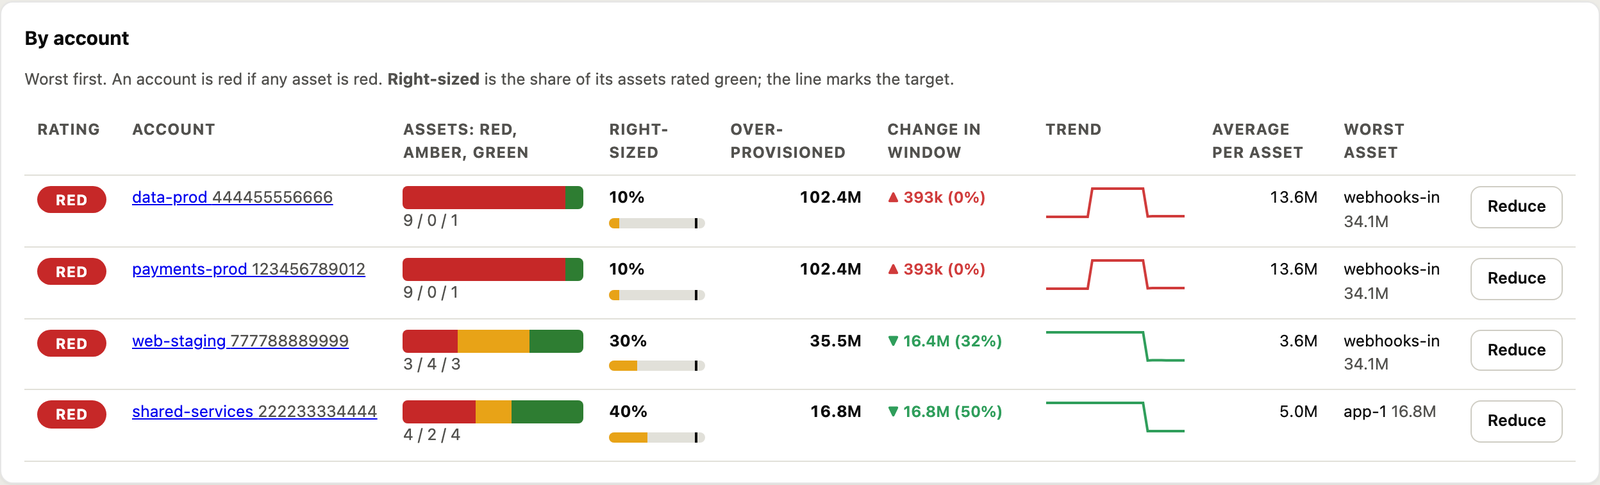 By account
Worst first. An account is red if any asset is red. Right-sized is the share of its assets rated green; the line marks the target.
RATING ACCOUNT ASSETS: RED, AMBER, GREEN RIGHT-SIZED OVER-PROVISIONED CHANGE IN WINDOW TREND AVERAGE PER ASSET WORST ASSET
RED data-prod 444455556666 10% 102.4M ▲ 393k (0%) 13.6M webhooks-in Reduce
9 / 0 / 1 34.1M
RED payments-prod 123456789012 10% 102.4M ▲ 393k (0%) 13.6M webhooks-in Reduce
9 / 0 / 1 34.1M
RED web-staging 777788889999 30% 35.5M ▼ 16.4M (32%) 3.6M webhooks-in Reduce
3 / 4 / 3 34.1M
RED shared-services 222233334444 40% 16.8M ▼ 16.8M (50%) 5.0M app-1 16.8M Reduce
4 / 2 / 4